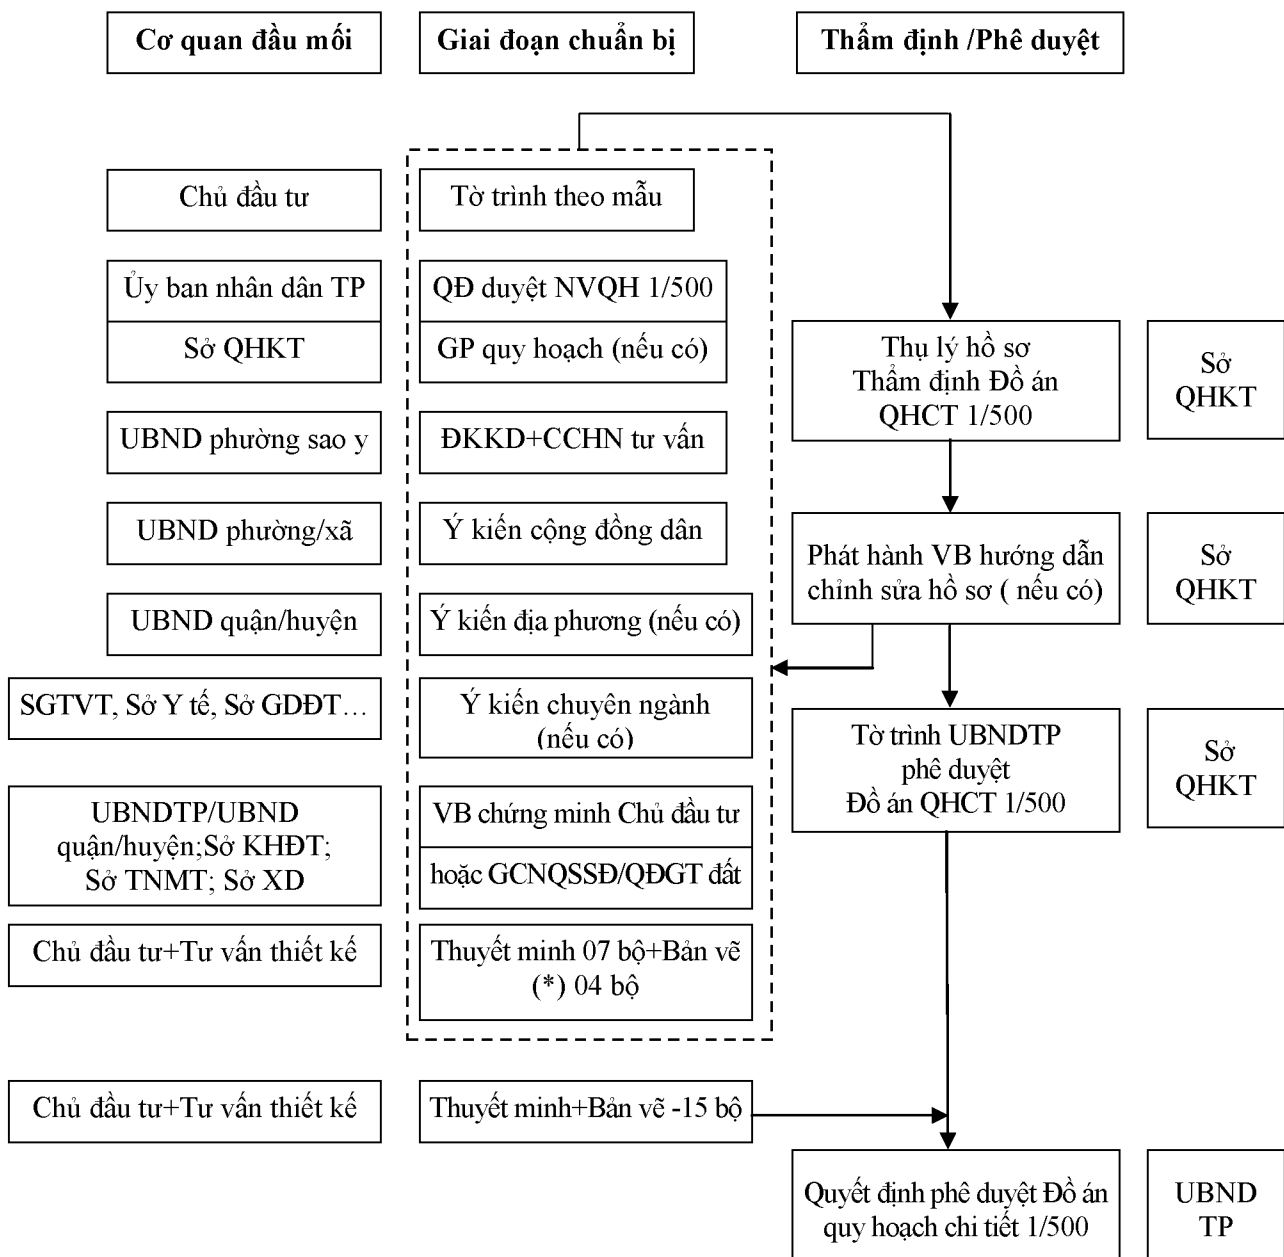 Cơ quan đầu mối
Giai đoạn chuẩn bị
Thẩm định /Phê duyệt
Chủ đầu tư
Tờ trình theo mẫu
Ủy ban nhân dân TP
QĐ duyệt NVQH 1/500
Sở QHKT
GP quy hoạch (nếu có)
Thụ lý hồ sơ
Thẩm định Đồ án
QHCT 1/500
Sở
QHKT
UBND phường sao y
ĐKKD+CCHN tư vấn
UBND phường/xã
Ý kiến cộng đồng dân
Phát hành VB hướng dẫn
chỉnh sửa hồ sơ ( nếu có)
Sở
QHKT
UBND quận/huyện
Ý kiến địa phương (nếu có)
SGTVT, Sở Y tế, Sở GDĐT…
Ý kiến chuyên ngành
(nếu có)
Tờ trình UBNDTP
phê duyệt
Đồ án QHCT 1/500
Sở
QHKT
UBNDTP/UBND
quận/huyện;Sở KHĐT;
Sở TNMT; Sở XD
VB chứng minh Chủ đầu tư
hoặc GCNQSSĐ/QĐGT đất
Chủ đầu tư+Tư vấn thiết kế
Thuyết minh 07 bộ+Bản vẽ
(*) 04 bộ
Chủ đầu tư+Tư vấn thiết kế
Thuyết minh+Bản vẽ -15 bộ
Quyết định phê duyệt Đồ án
quy hoạch chi tiết 1/500
UBND
TP